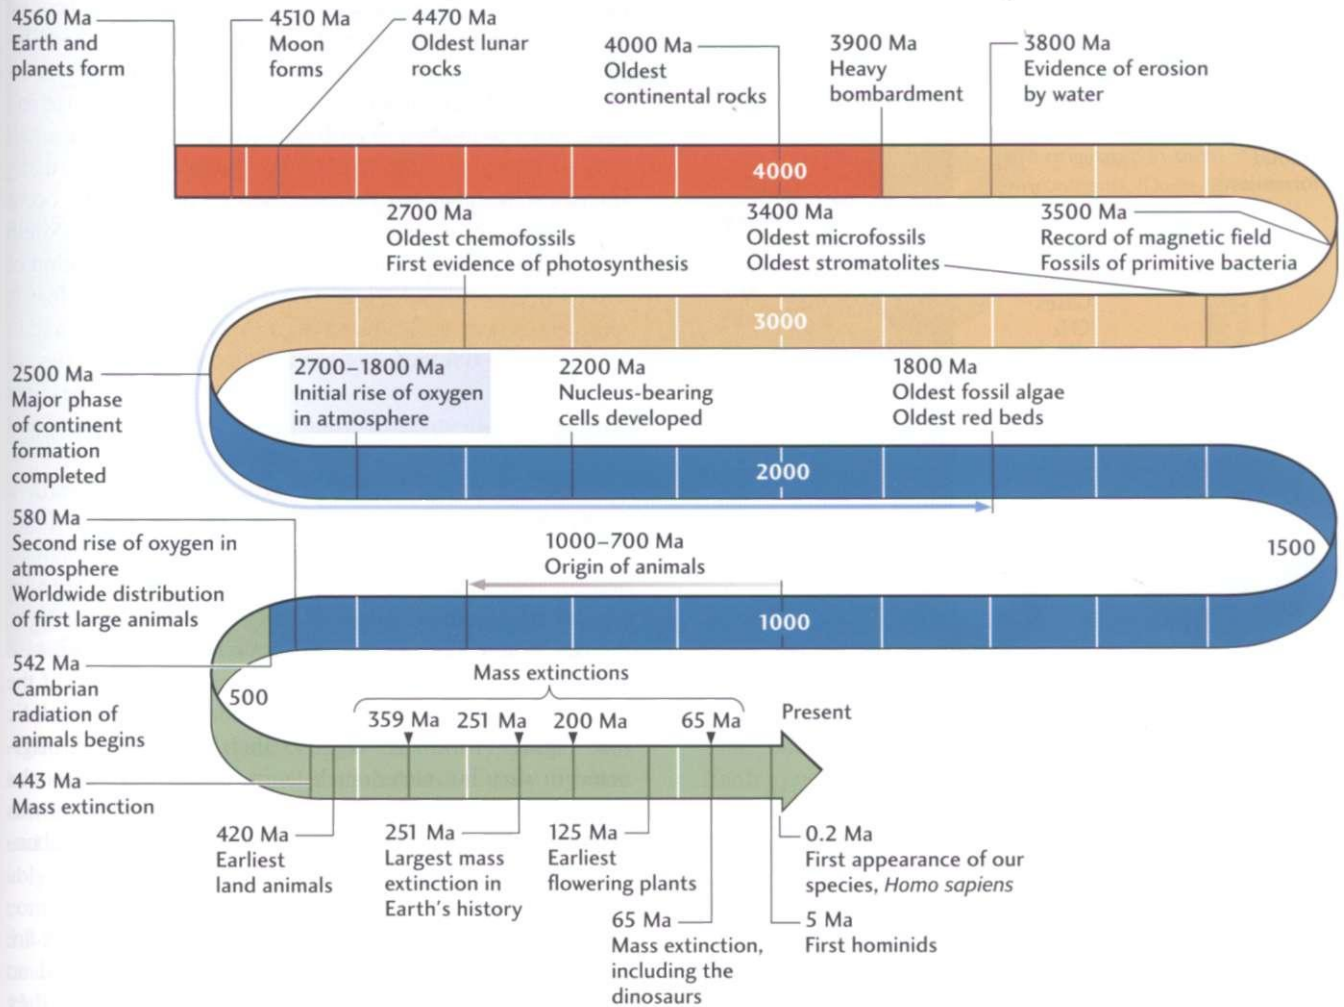 4560 Ma
Earth and
planets form
4510 Ma
Moon
forms
4470 Ma
Oldest lunar
rocks
4000 Ma
Oldest
continental rocks
3900 Ma
Heavy
bombardment
3800 Ma
Evidence of erosion
by water
4000
2700 Ma
Oldest chemofossils
First evidence of photosynthesis
3400 Ma
Oldest microfossils
Oldest stromatolites
3500 Ma
Record of magnetic field
Fossils of primitive bacteria
3000
2500 Ma
Major phase
of continent
formation
completed
2700–1800 Ma
Initial rise of oxygen
in atmosphere
2200 Ma
Nucleus-bearing
cells developed
1800 Ma
Oldest fossil algae
Oldest red beds
2000
580 Ma
Second rise of oxygen in
atmosphere
Worldwide distribution
of first large animals
1000–700 Ma
Origin of animals
1500
1000
542 Ma
Cambrian
radiation of
animals begins
500
Mass extinctions
359 Ma
251 Ma
200 Ma
65 Ma
Present
443 Ma
Mass extinction
420 Ma
Earliest
land animals
251 Ma
Largest mass
extinction in
Earth's history
125 Ma
Earliest
flowering plants
65 Ma
Mass extinction,
including the
dinosaurs
0.2 Ma
First appearance of our
species, Homo sapiens
5 Ma
First hominids